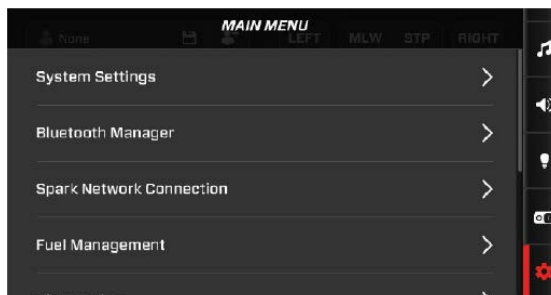 MAIN MENU
None LEFT MLW STP RIGHT
System Settings
Bluetooth Manager
Spark Network Connection
Fuel Management